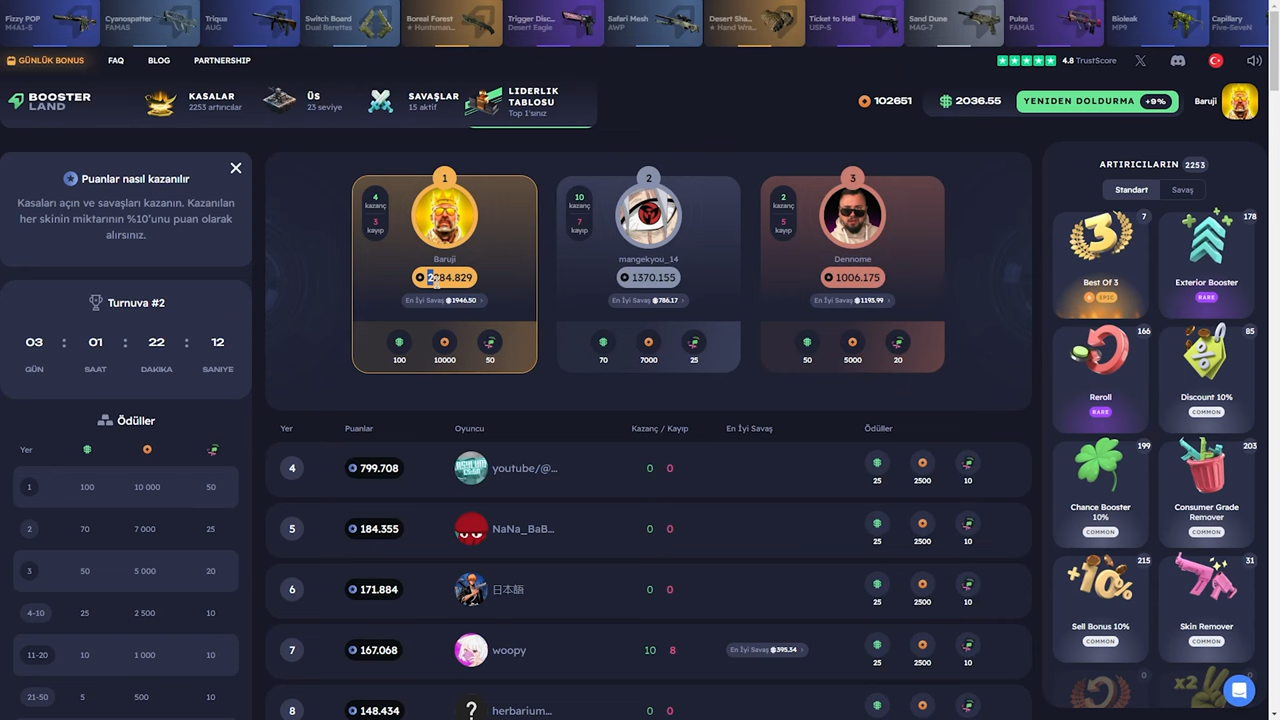 Fizzy POP
M4A1-S
Cyanospatter
Triqua
AUG
Switch Board
Dual Berettas
Boreal Forest
★ Huntsman...
Trigger Disc...
Desert Eagle
Safari Mesh
AWP
Desert Sha...
★ Hand Wra...
Ticket to Hell
USP-S
Sand Dune
MAG-7
Pulse
FAMAS
Bioleak
MP9
Capillary
Five-SeveN
GÜNLÜK BONUS
FAQ
BLOG
PARTNERSHIP
4.8 TrustScore
BOOSTER
LAND
KASALAR
2253 artırıcılar
ÜS
23 seviye
SAVAŞLAR
15 aktif
LIDERLIK
TABLOSU
Top 1'sınız
102651
2036.55
YENIDEN DOLDURMA +9%
Baruji
Puanlar nasıl kazanılır
Kasaları açın ve savaşları kazanın.
Kazanılan her skinin miktarının %10'unu puan olarak
alırsınız.
Turnuva #2
03 : 01 : 22 : 12
GÜN SAAT DAKIKA SANIYE
Ödüller
Yer
1 100 10 000 50
2 70 7 000 25
3 50 5 000 20
4-10 25 2 500 10
11-20 10 1 000 10
21-50 5 500 10
1
4
kazanç
3
kayıp
Baruji
2784.829
En İyi Savaş 1946.50
100 10000 50
2
10
kazanç
7
kayıp
mangekyou_14
1370.155
En İyi Savaş 786.17
70 7000 25
3
2
kazanç
5
kayıp
Dennome
1006.175
En İyi Savaş 1193.99
50 5000 20
Yer Puanlar Oyuncu Kazanç / Kayıp En İyi Savaş Ödüller
4 799.708 youtube/@... 0 0 25 2500 10
5 184.355 NaNa_BaB... 0 0 25 2500 10
6 171.884 日本語 0 0 25 2500 10
7 167.068 woopy 10 8 En İyi Savaş 395.34 25 2500 10
8 148.434 herbarium... 0 0
ARTIRICILARIN 2253
Standart Savaş
7
Best Of 3
EPIC
178
Exterior Booster
RARE
166
Reroll
RARE
85
Discount 10%
COMMON
199
Chance Booster
10%
COMMON
203
Consumer Grade
Remover
COMMON
215
+10%
Sell Bonus 10%
COMMON
31
Skin Remover
COMMON
0
x2
0